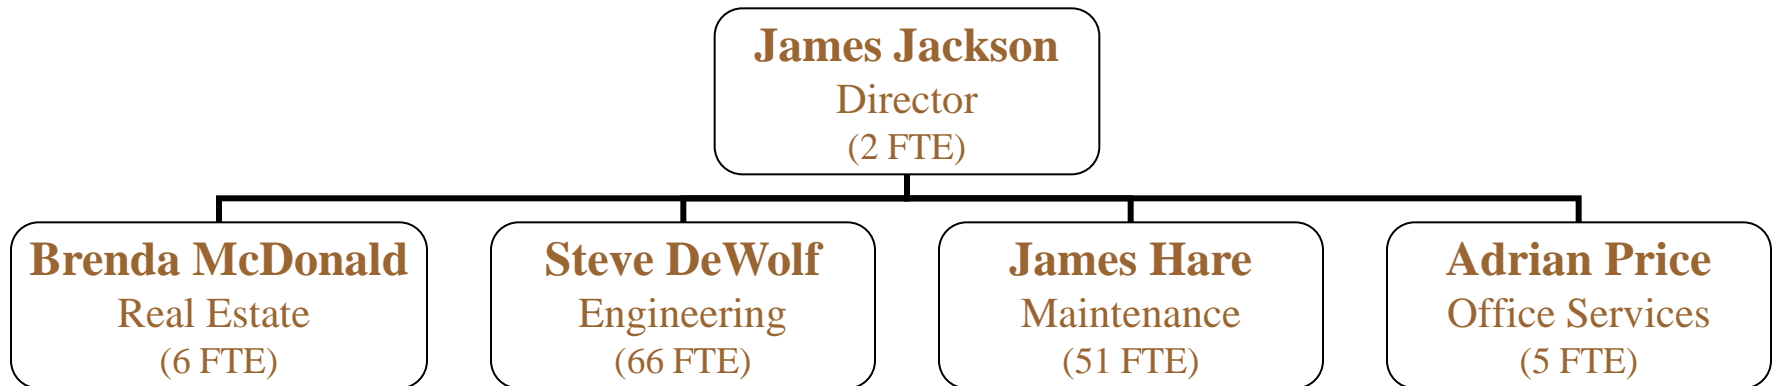 James Jackson
Director
(2 FTE)
Brenda McDonald
Real Estate
(6 FTE)
Steve DeWolf
Engineering
(66 FTE)
James Hare
Maintenance
(51 FTE)
Adrian Price
Office Services
(5 FTE)